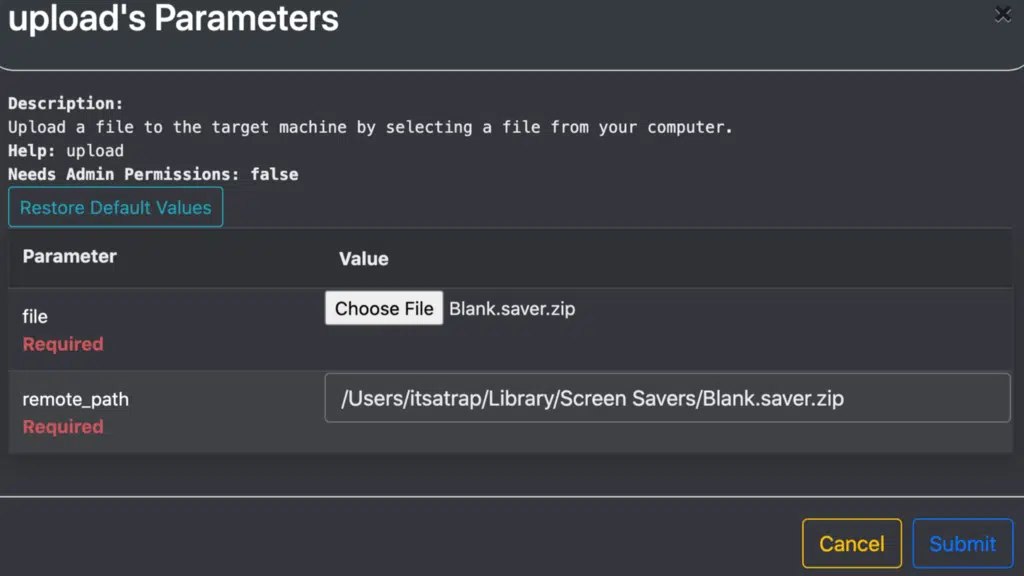 upload's Parameters
Description:
Upload a file to the target machine by selecting a file from your computer.
Help: upload
Needs Admin Permissions: false
Restore Default Values
Parameter Value
file Choose File Blank.saver.zip
Required
remote_path /Users/itsatrap/Library/Screen Savers/Blank.saver.zip
Required
Cancel Submit